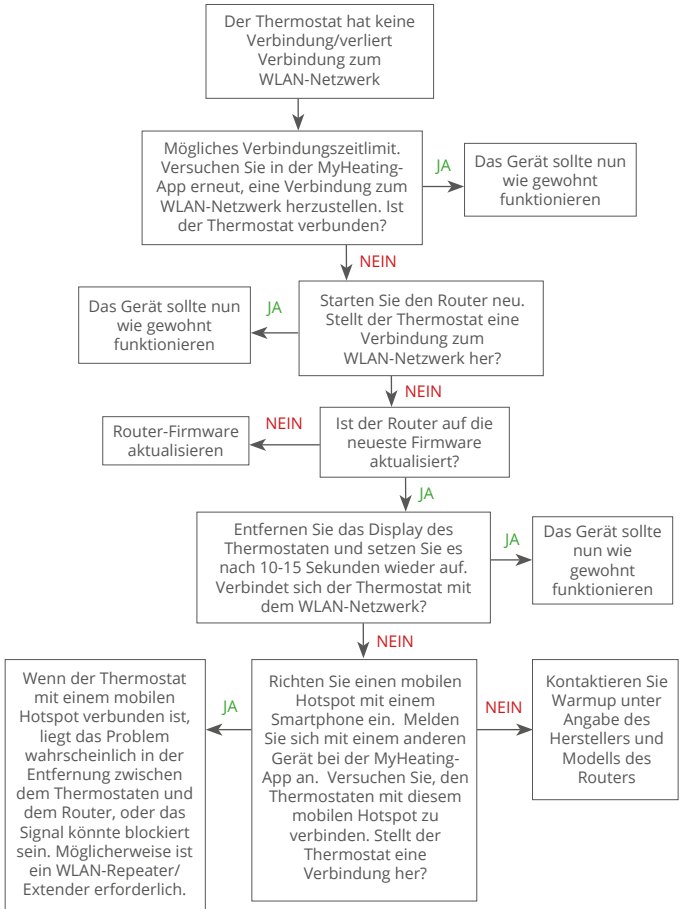 Der Thermostat hat keine
Verbindung/verliert
Verbindung zum
WLAN-Netzwerk
Mögliches Verbindungszeitlimit.
Versuchen Sie in der MyHeating-
App erneut, eine Verbindung zum
WLAN-Netzwerk herzustellen. Ist
der Thermostat verbunden?
JA
Das Gerät sollte nun
wie gewohnt
funktionieren
NEIN
Starten Sie den Router neu.
Stellt der Thermostat eine
Verbindung zum
WLAN-Netzwerk her?
JA
Das Gerät sollte nun
wie gewohnt
funktionieren
NEIN
Ist der Router auf die
neueste Firmware
aktualisiert?
NEIN
Router-Firmware
aktualisieren
JA
Entfernen Sie das Display des
Thermostaten und setzen Sie es
nach 10-15 Sekunden wieder auf.
Verbindet sich der Thermostat mit
dem WLAN-Netzwerk?
JA
Das Gerät sollte
nun wie
gewohnt
funktionieren
NEIN
Richten Sie einen mobilen
Hotspot mit einem
Smartphone ein.  Melden
Sie sich mit einem anderen
Gerät bei der MyHeating-
App an.  Versuchen Sie, den
Thermostaten mit diesem
mobilen Hotspot zu
verbinden. Stellt der
Thermostat eine
Verbindung her?
JA
Wenn der Thermostat
mit einem mobilen
Hotspot verbunden ist,
liegt das Problem
wahrscheinlich in der
Entfernung zwischen
dem Thermostaten und
dem Router, oder das
Signal könnte blockiert
sein. Möglicherweise ist
ein WLAN-Repeater/
Extender erforderlich.
NEIN
Kontaktieren Sie
Warmup unter
Angabe des
Herstellers und
Modells des
Routers